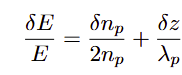 δE/E = δn_p/2n_p + δz/λ_p